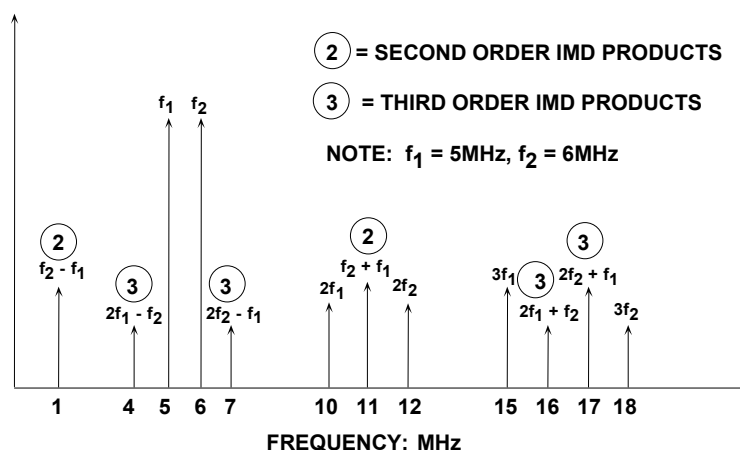 2 = SECOND ORDER IMD PRODUCTS
3 = THIRD ORDER IMD PRODUCTS
NOTE: f1 = 5MHz, f2 = 6MHz
f1 f2
2
f2 - f1
3
2f1 - f2
3
2f2 - f1
2f1
2
f2 + f1
2f2
3f1
3
2f1 + f2
3
2f2 + f1
3f2
1 4 5 6 7 10 11 12 15 16 17 18
FREQUENCY: MHz